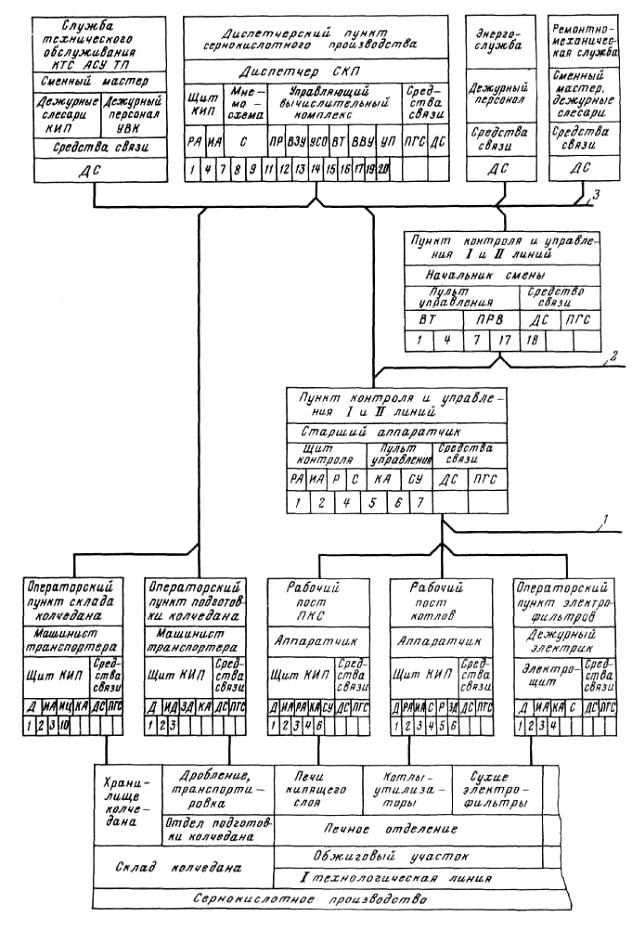 Служба
технического
обслуживания
КТС АСУ ТП
Сменный мастер
Дежурные
слесари
КИП
Дежурный
персонал
УВК
Средства связи
ДС
Диспетчерский пункт
сернокислотного производства
Диспетчер СКП
Щит
КИП
Мне-
мо-
схема
Управляющий
вычислительный
комплекс
Сред-
ства
связи
РА ИА С ПР ВЗУ УСО ВТ ВВУ УП ПГС ДС
1 4 7 8 9 11 12 13 14 15 16 17 19 20
Энерго-
служба
Дежурный
персонал
Средства
связи
ДС
Ремонтно-
механичес-
кая служба
Сменный
мастер,
дежурные
слесари
Средства
связи
ДС
3
Пункт контроля и управле-
ния I и II линий
Начальник смены
Пульт
управления
Средство
связи
ВТ ПРВ ДС ПГС
1 4 7 17 18
2
Пункт контроля и управле-
ния I и II линий
Старший аппаратчик
Щит
контроля
Пульт
управления
Средства
связи
РА ИА Р С КА СУ ДС ПГС
1 2 4 5 6 7
1
Операторский
пункт склада
колчедана
Машинист
транспортера
Щит КИП
Сред-
ства
связи
Д ИА ИЦ КА ДС ПГС
1 2 3 10
Операторский
пункт подготов-
ки колчедана
Машинист
транспортера
Щит КИП
Сред-
ства
связи
Д ИД ЗД КА ДС ПГС
1 2 3
Рабочий
пост
ПКС
Аппаратчик
Щит КИП
Сред-
ства
связи
Д ИА РА КА СУ ДС ПГС
1 2 3 4 6
Рабочий
пост
котлов
Аппаратчик
Щит КИП
Сред-
ства
связи
Д РА ИА С Р ЗД ДС ПГС
1 2 3 4 5 6
Операторский
пункт электро-
фильтров
Дежурный
электрик
Электро-
щит
Сред-
ства
связи
Д ИА КА С ДС ПГС
1 2 3 4
Храни-
лище
колче-
дана
Дробление,
транспорти-
ровка
Печи
кипящего
слоя
Котлы-
утилиза-
торы
Сухие
электро-
фильтры
Отдел подготов-
ки колчедана
Печное отделение
Склад колчедана
Обжиговый участок
I технологическая линия
Сернокислотное производство